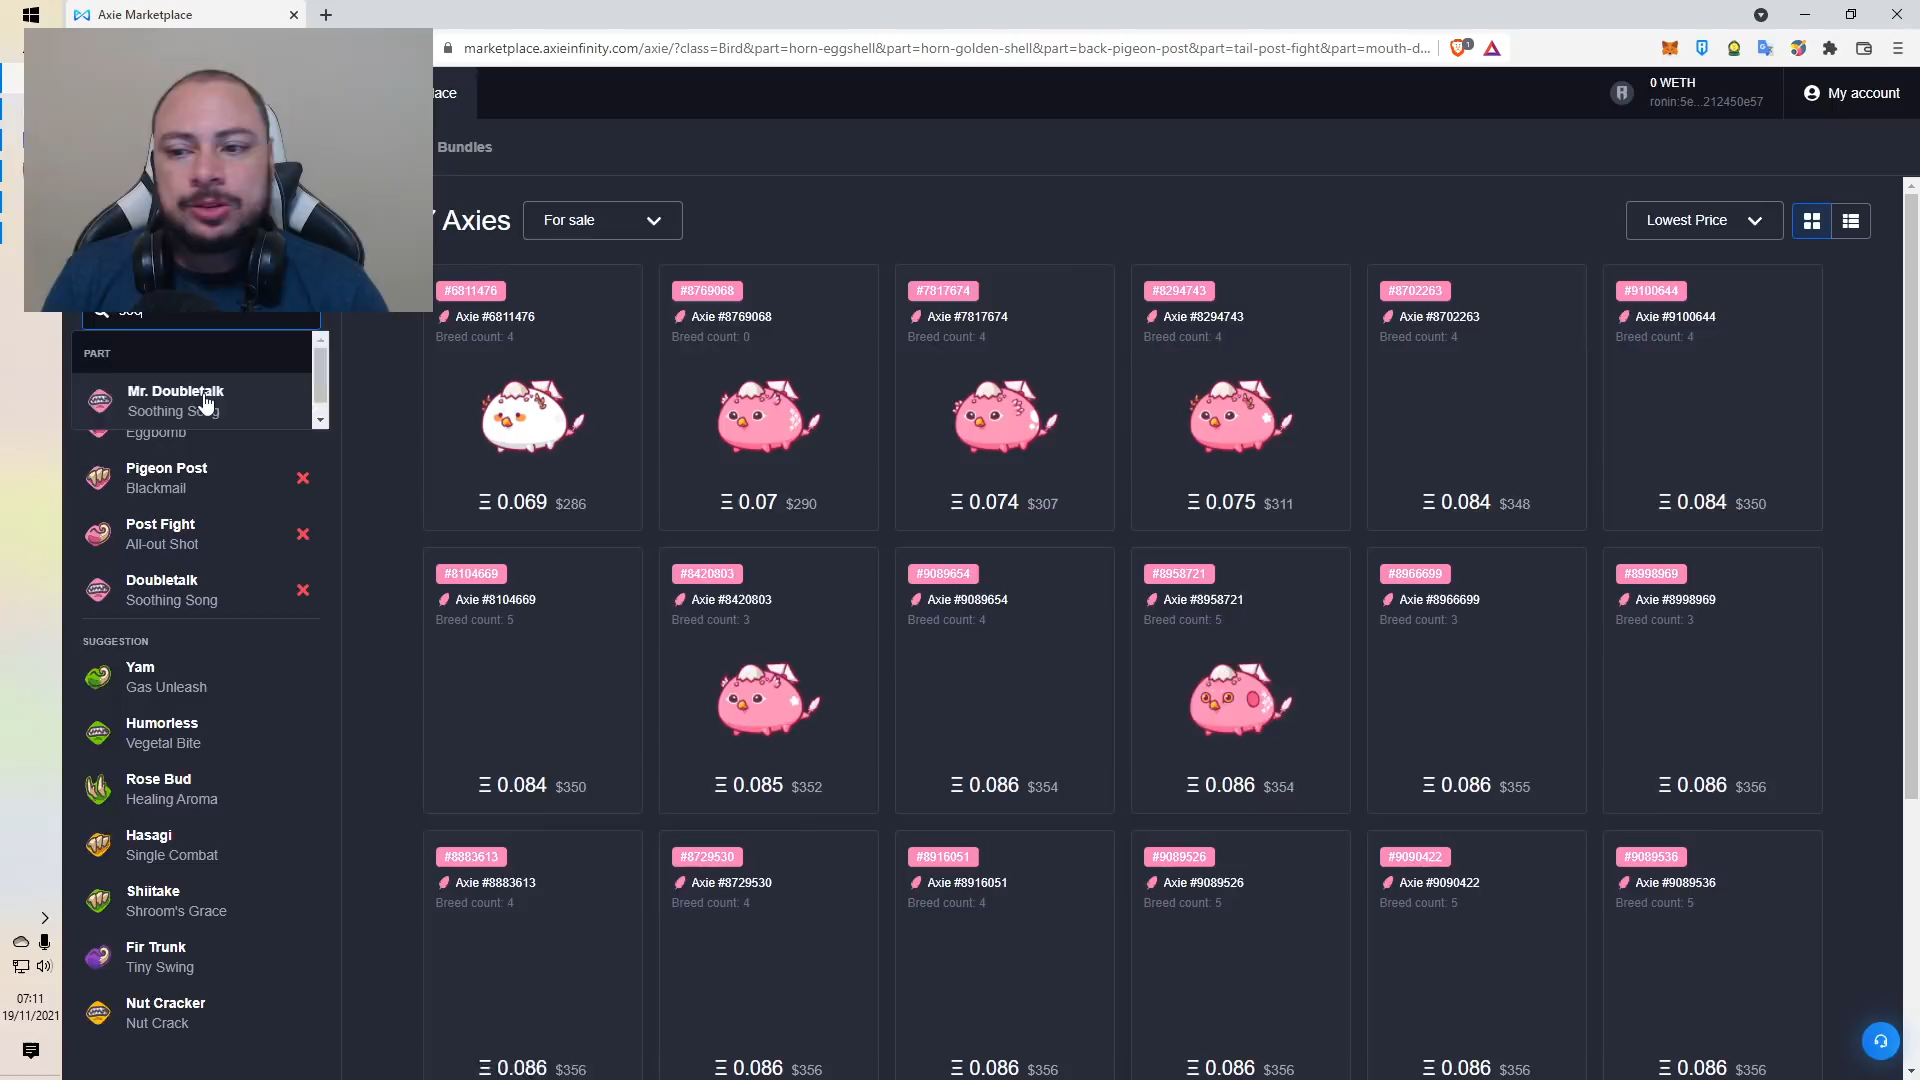 Axie Marketplace
marketplace.axieinfinity.com/axie/?class=Bird&part=horn-eggshell&part=horn-golden-shell&part=back-pigeon-post&part=tail-post-fight&part=mouth-d...
1
lace
0 WETH
ronin:5e...212450e57
My account
Bundles
7 Axies
For sale
Lowest Price
soo
PART
Mr. Doubletalk
Soothing Song
Eggbomb
Pigeon Post
Blackmail
Post Fight
All-out Shot
Doubletalk
Soothing Song
SUGGESTION
Yam
Gas Unleash
Humorless
Vegetal Bite
Rose Bud
Healing Aroma
Hasagi
Single Combat
Shiitake
Shroom's Grace
Fir Trunk
Tiny Swing
Nut Cracker
Nut Crack
#6811476
Axie #6811476
Breed count: 4
Ξ 0.069 $286
#8769068
Axie #8769068
Breed count: 0
Ξ 0.07 $290
#7817674
Axie #7817674
Breed count: 4
Ξ 0.074 $307
#8294743
Axie #8294743
Breed count: 4
Ξ 0.075 $311
#8702263
Axie #8702263
Breed count: 4
Ξ 0.084 $348
#9100644
Axie #9100644
Breed count: 4
Ξ 0.084 $350
#8104669
Axie #8104669
Breed count: 5
Ξ 0.084 $350
#8420803
Axie #8420803
Breed count: 3
Ξ 0.085 $352
#9089654
Axie #9089654
Breed count: 4
Ξ 0.086 $354
#8958721
Axie #8958721
Breed count: 5
Ξ 0.086 $354
#8966699
Axie #8966699
Breed count: 3
Ξ 0.086 $355
#8998969
Axie #8998969
Breed count: 3
Ξ 0.086 $356
#8883613
Axie #8883613
Breed count: 4
Ξ 0.086 $356
#8729530
Axie #8729530
Breed count: 4
Ξ 0.086 $356
#8916051
Axie #8916051
Breed count: 4
Ξ 0.086 $356
#9089526
Axie #9089526
Breed count: 5
Ξ 0.086 $356
#9090422
Axie #9090422
Breed count: 5
Ξ 0.086 $356
#9089536
Axie #9089536
Breed count: 5
Ξ 0.086 $356
07:11
19/11/2021